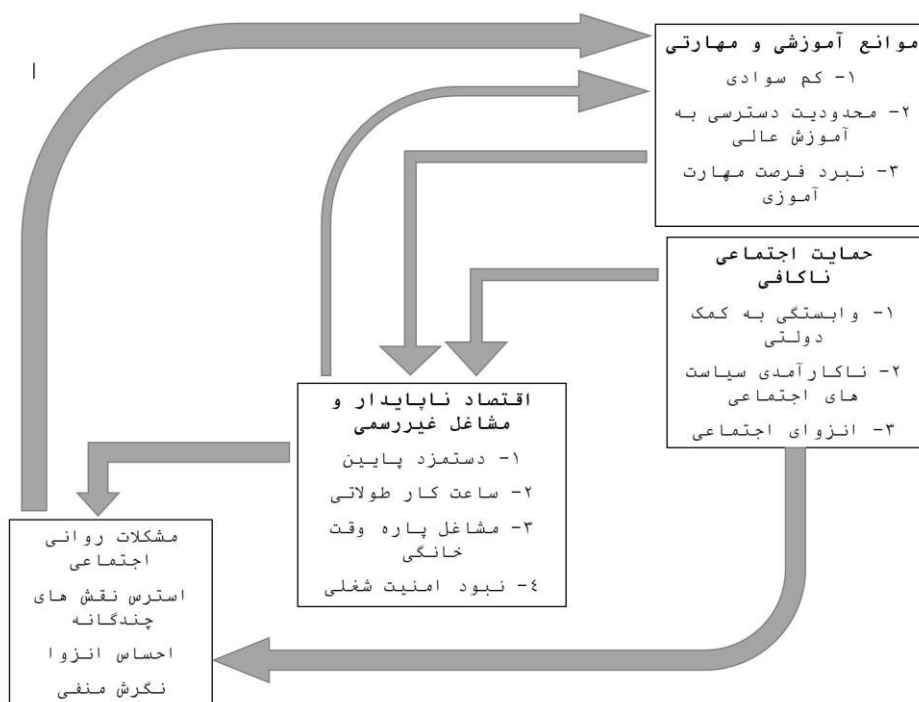 موانع آموزشی و مهارتی
۱- کم سوادی
۲- محدودیت دسترسی به
آموزش عالی
۳- نبرد فرصت مهارت
آموزی
حمایت اجتماعی
ناکافی
۱- وابستگی به کمک
دولتی
۲- ناکارآمدی سیاست
های اجتماعی
۳- انزوای اجتماعی
اقتصاد ناپایدار و
مشاغل غیررسمی
۱- دستمزد پایین
۲- ساعت کار طولاتی
۳- مشاغل پاره وقت
خانگی
۴- نبود امنیت شغلی
مشکلات روانی
اجتماعی
استرس نقش های
چندگانه
احساس انزوا
نگرش منفی